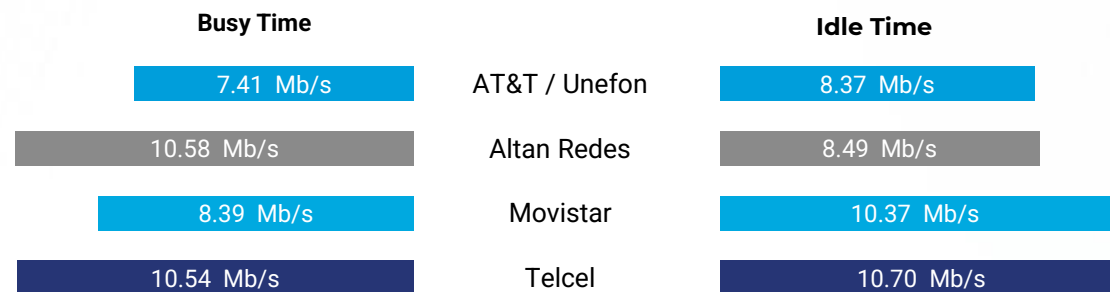 Busy Time Idle Time
7.41 Mb/s AT&T / Unefon 8.37 Mb/s
10.58 Mb/s Altan Redes 8.49 Mb/s
8.39 Mb/s Movistar 10.37 Mb/s
10.54 Mb/s Telcel 10.70 Mb/s